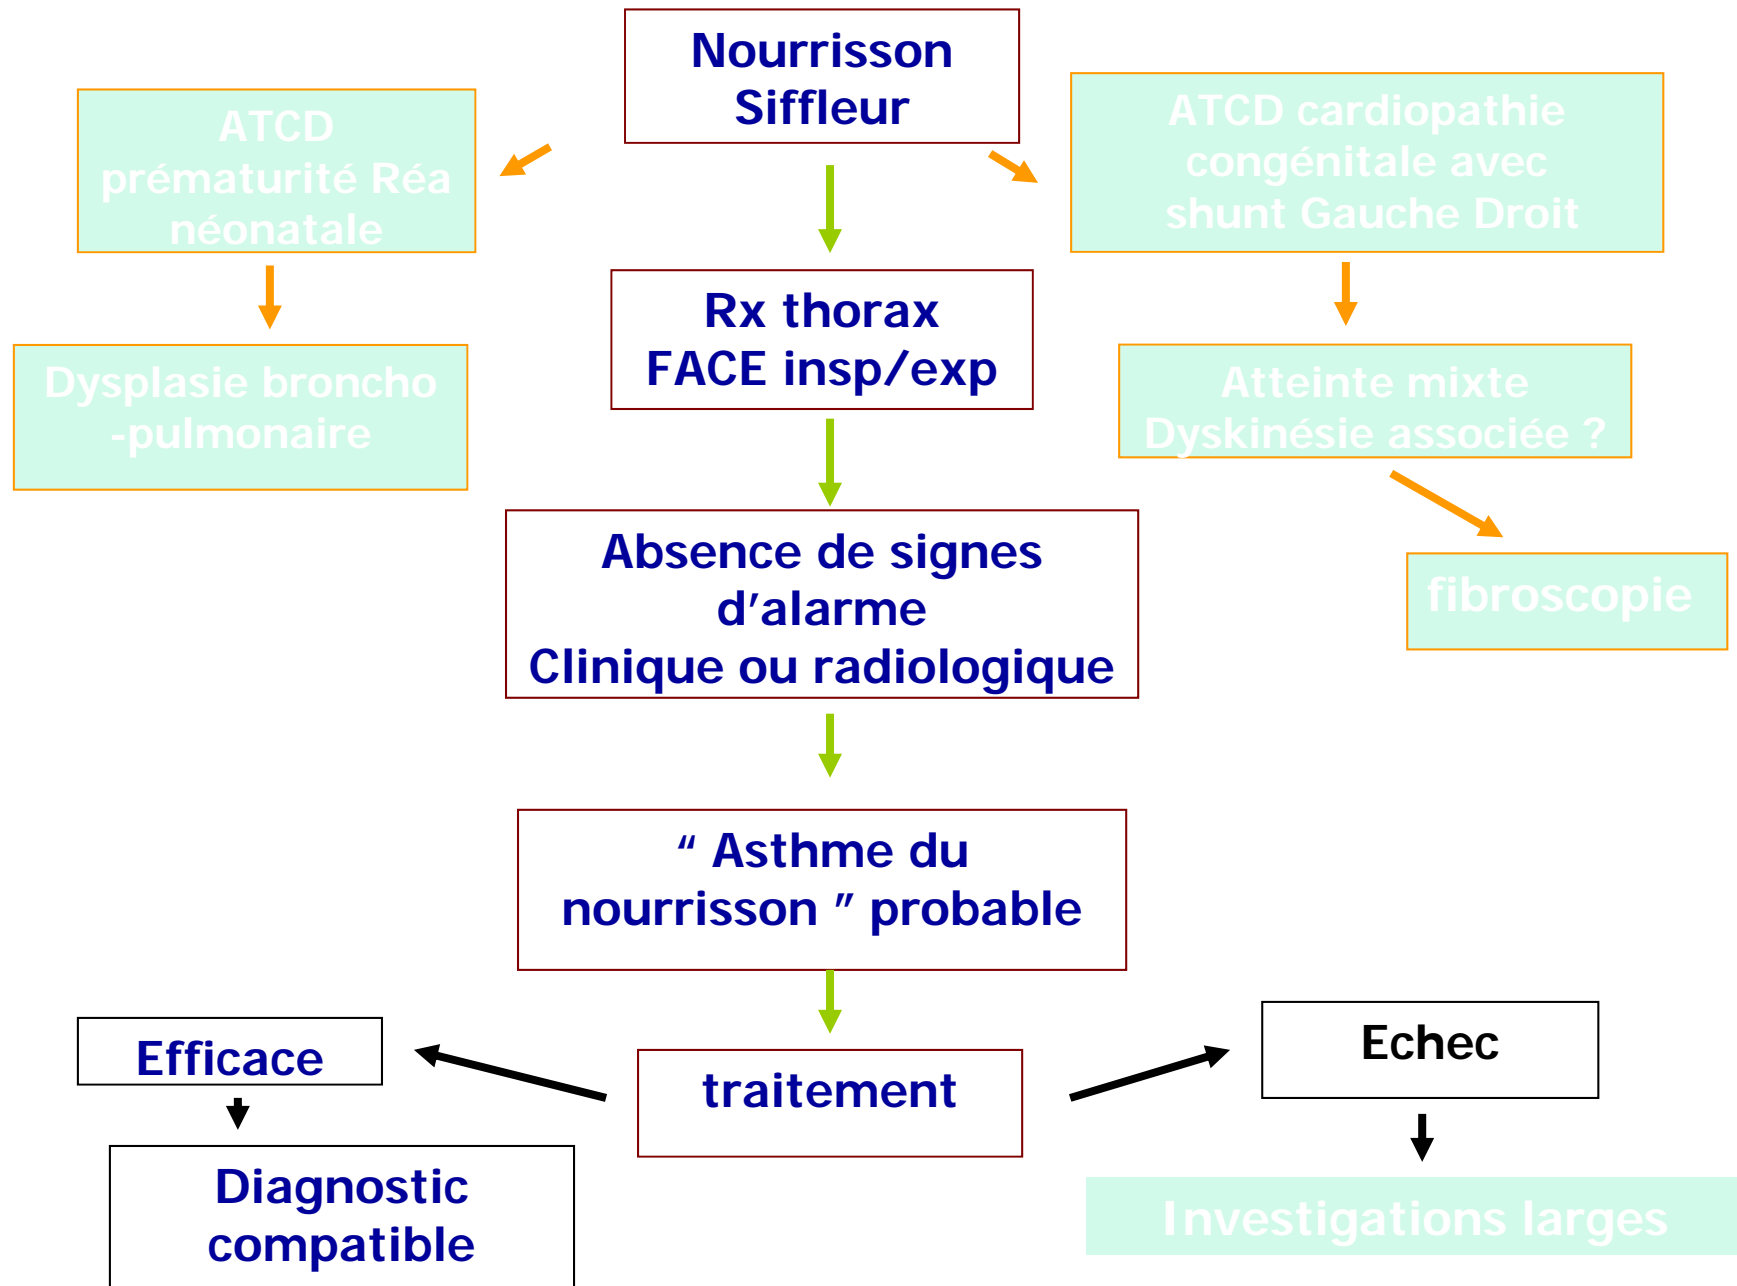 Nourrisson
Siffleur
ATCD
prématurité Réa
néonatale
ATCD cardiopathie
congénitale avec
shunt Gauche Droit
Rx thorax
FACE insp/exp
Dysplasie broncho
-pulmonaire
Atteinte mixte
Dyskinésie associée ?
Absence de signes
d’alarme
Clinique ou radiologique
fibroscopie
“ Asthme du
nourrisson ” probable
Efficace
traitement
Echec
Diagnostic
compatible
Investigations larges